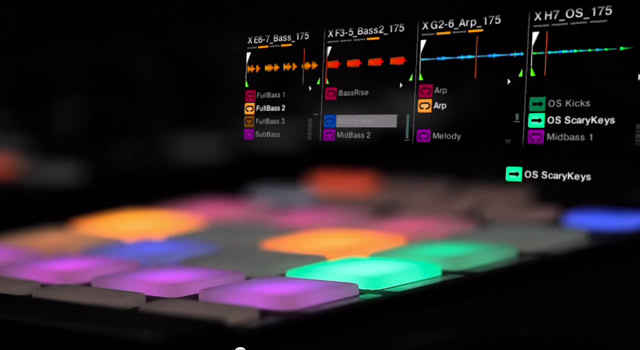 X E6-7_Bass_175
X F3-5_Bass2_175
X G2-6_Arp_175
X H7_OS_175
FullBass 1
FullBass 2
FullBass 3
SubBass
BassRise
MidBass 2
Arp
Arp
Melody
OS Kicks
OS ScaryKeys
Midbass 1
OS ScaryKeys